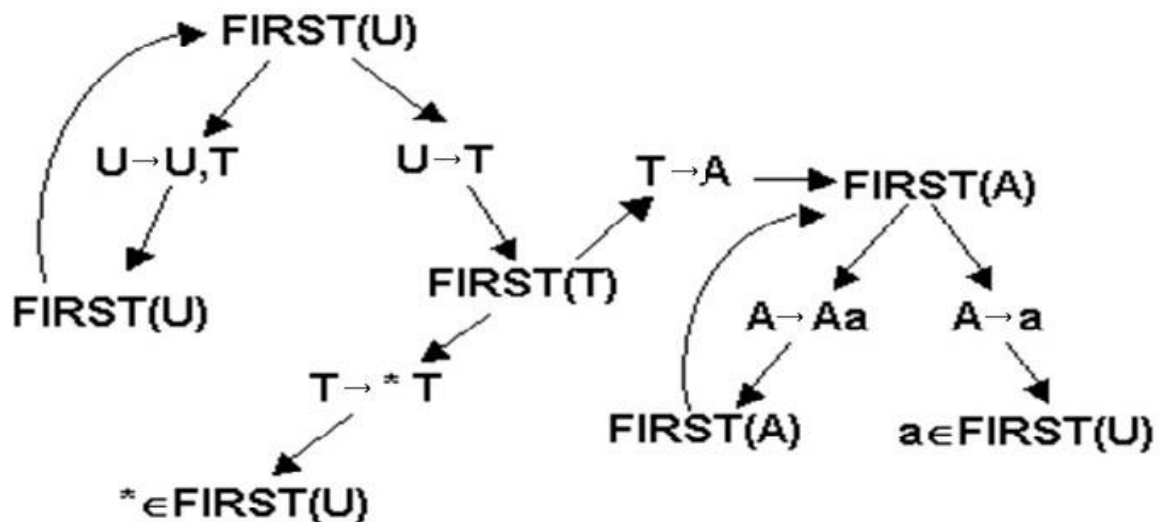 FIRST(U)
U→U,T
U→T
T→A
FIRST(A)
FIRST(U)
FIRST(T)
A→Aa
A→a
T→* T
FIRST(A)
a∈FIRST(U)
*∈FIRST(U)